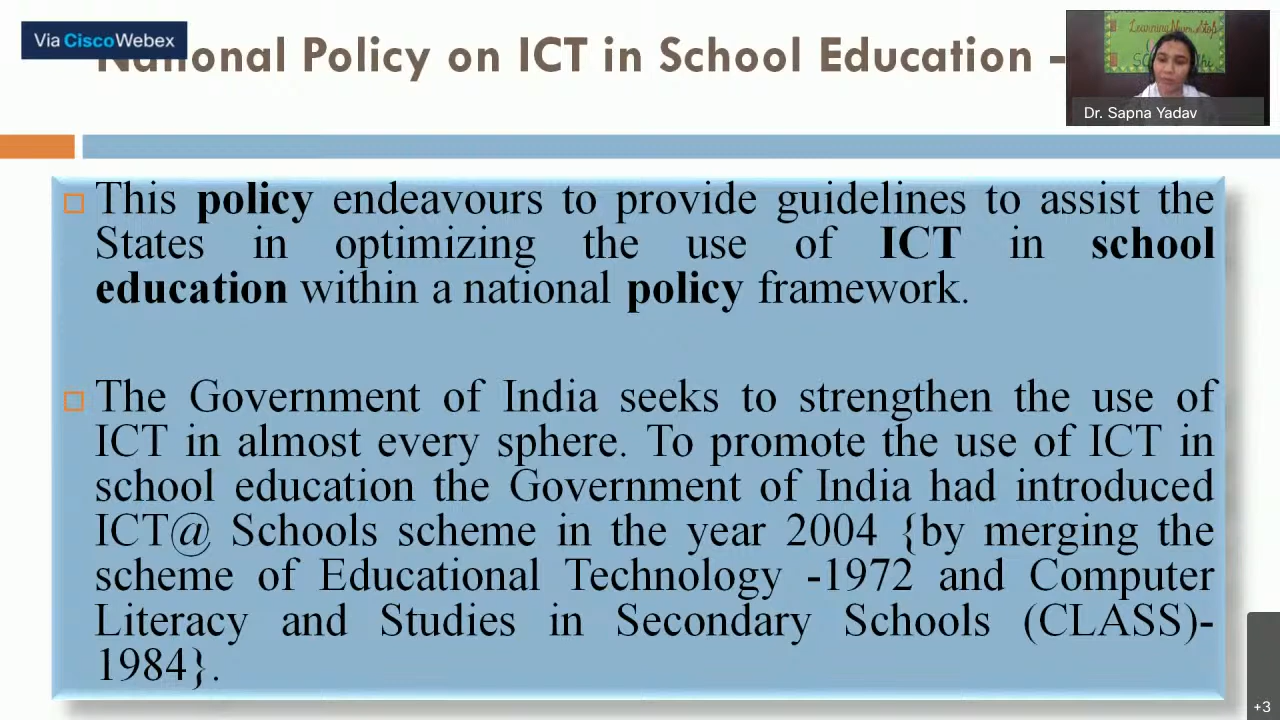 Via Cisco Webex
National Policy on ICT in School Education -
Learning Never Stop
Dr. Sapna Yadav
This policy endeavours to provide guidelines to assist the
States in optimizing the use of ICT in school
education within a national policy framework.
The Government of India seeks to strengthen the use of
ICT in almost every sphere. To promote the use of ICT in
school education the Government of India had introduced
ICT@ Schools scheme in the year 2004 {by merging the
scheme of Educational Technology -1972 and Computer
Literacy and Studies in Secondary Schools (CLASS)-
1984}.
+3